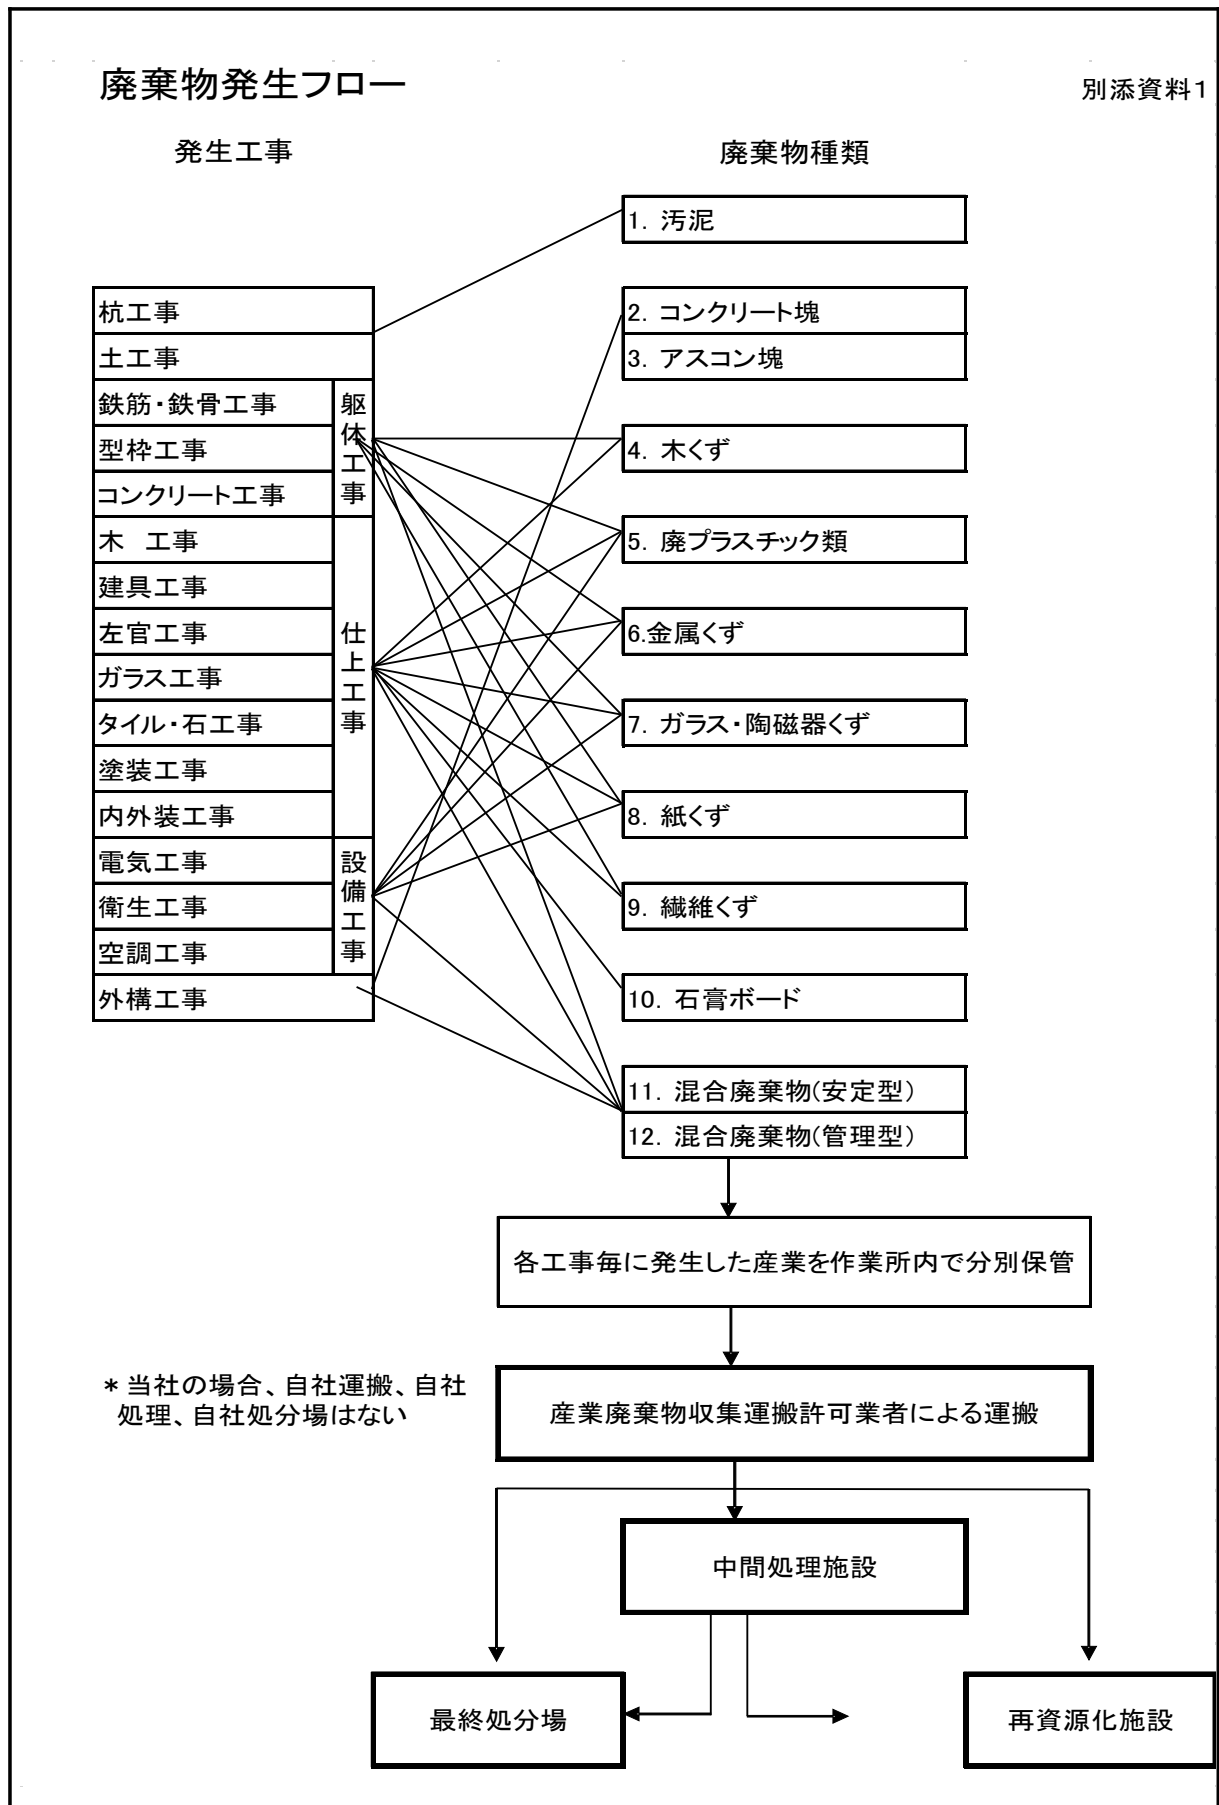 廃棄物発生フロー
別添資料1
発生工事
廃棄物種類
1．汚泥
杭工事
土工事
鉄筋・鉄骨工事
型枠工事
コンクリート工事
躯体工事
木　工事
建具工事
左官工事
ガラス工事
タイル・石工事
塗装工事
内外装工事
仕上工事
電気工事
衛生工事
空調工事
設備工事
外構工事
2．コンクリート塊
3．アスコン塊
4．木くず
5．廃プラスチック類
6.金属くず
7．ガラス・陶磁器くず
8．紙くず
9．繊維くず
10．石膏ボード
11．混合廃棄物(安定型）
12．混合廃棄物(管理型）
各工事毎に発生した産業を作業所内で分別保管
＊当社の場合、自社運搬、自社
処理、自社処分場はない
産業廃棄物収集運搬許可業者による運搬
中間処理施設
最終処分場
再資源化施設